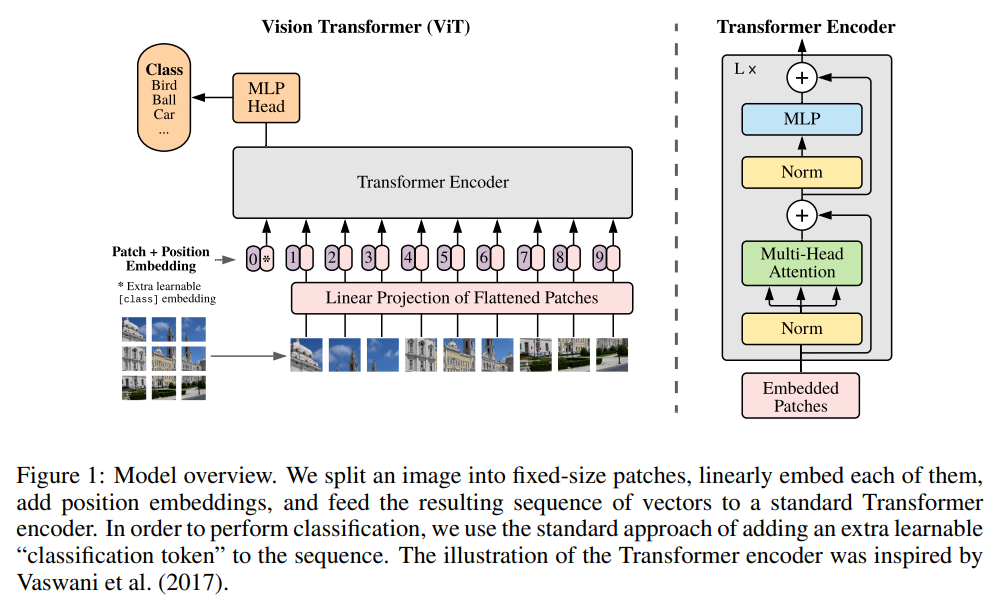 Vision Transformer (ViT)
Class
Bird
Ball
Car
...
MLP
Head
Transformer Encoder
Patch + Position
Embedding
0 * 1 2 3 4 5 6 7 8 9
* Extra learnable
[class] embedding
Linear Projection of Flattened Patches
Transformer Encoder
L x
+
MLP
Norm
+
Multi-Head
Attention
Norm
Embedded
Patches
Figure 1: Model overview. We split an image into fixed-size patches, linearly embed each of them,
add position embeddings, and feed the resulting sequence of vectors to a standard Transformer
encoder. In order to perform classification, we use the standard approach of adding an extra learnable
“classification token” to the sequence. The illustration of the Transformer encoder was inspired by
Vaswani et al. (2017).